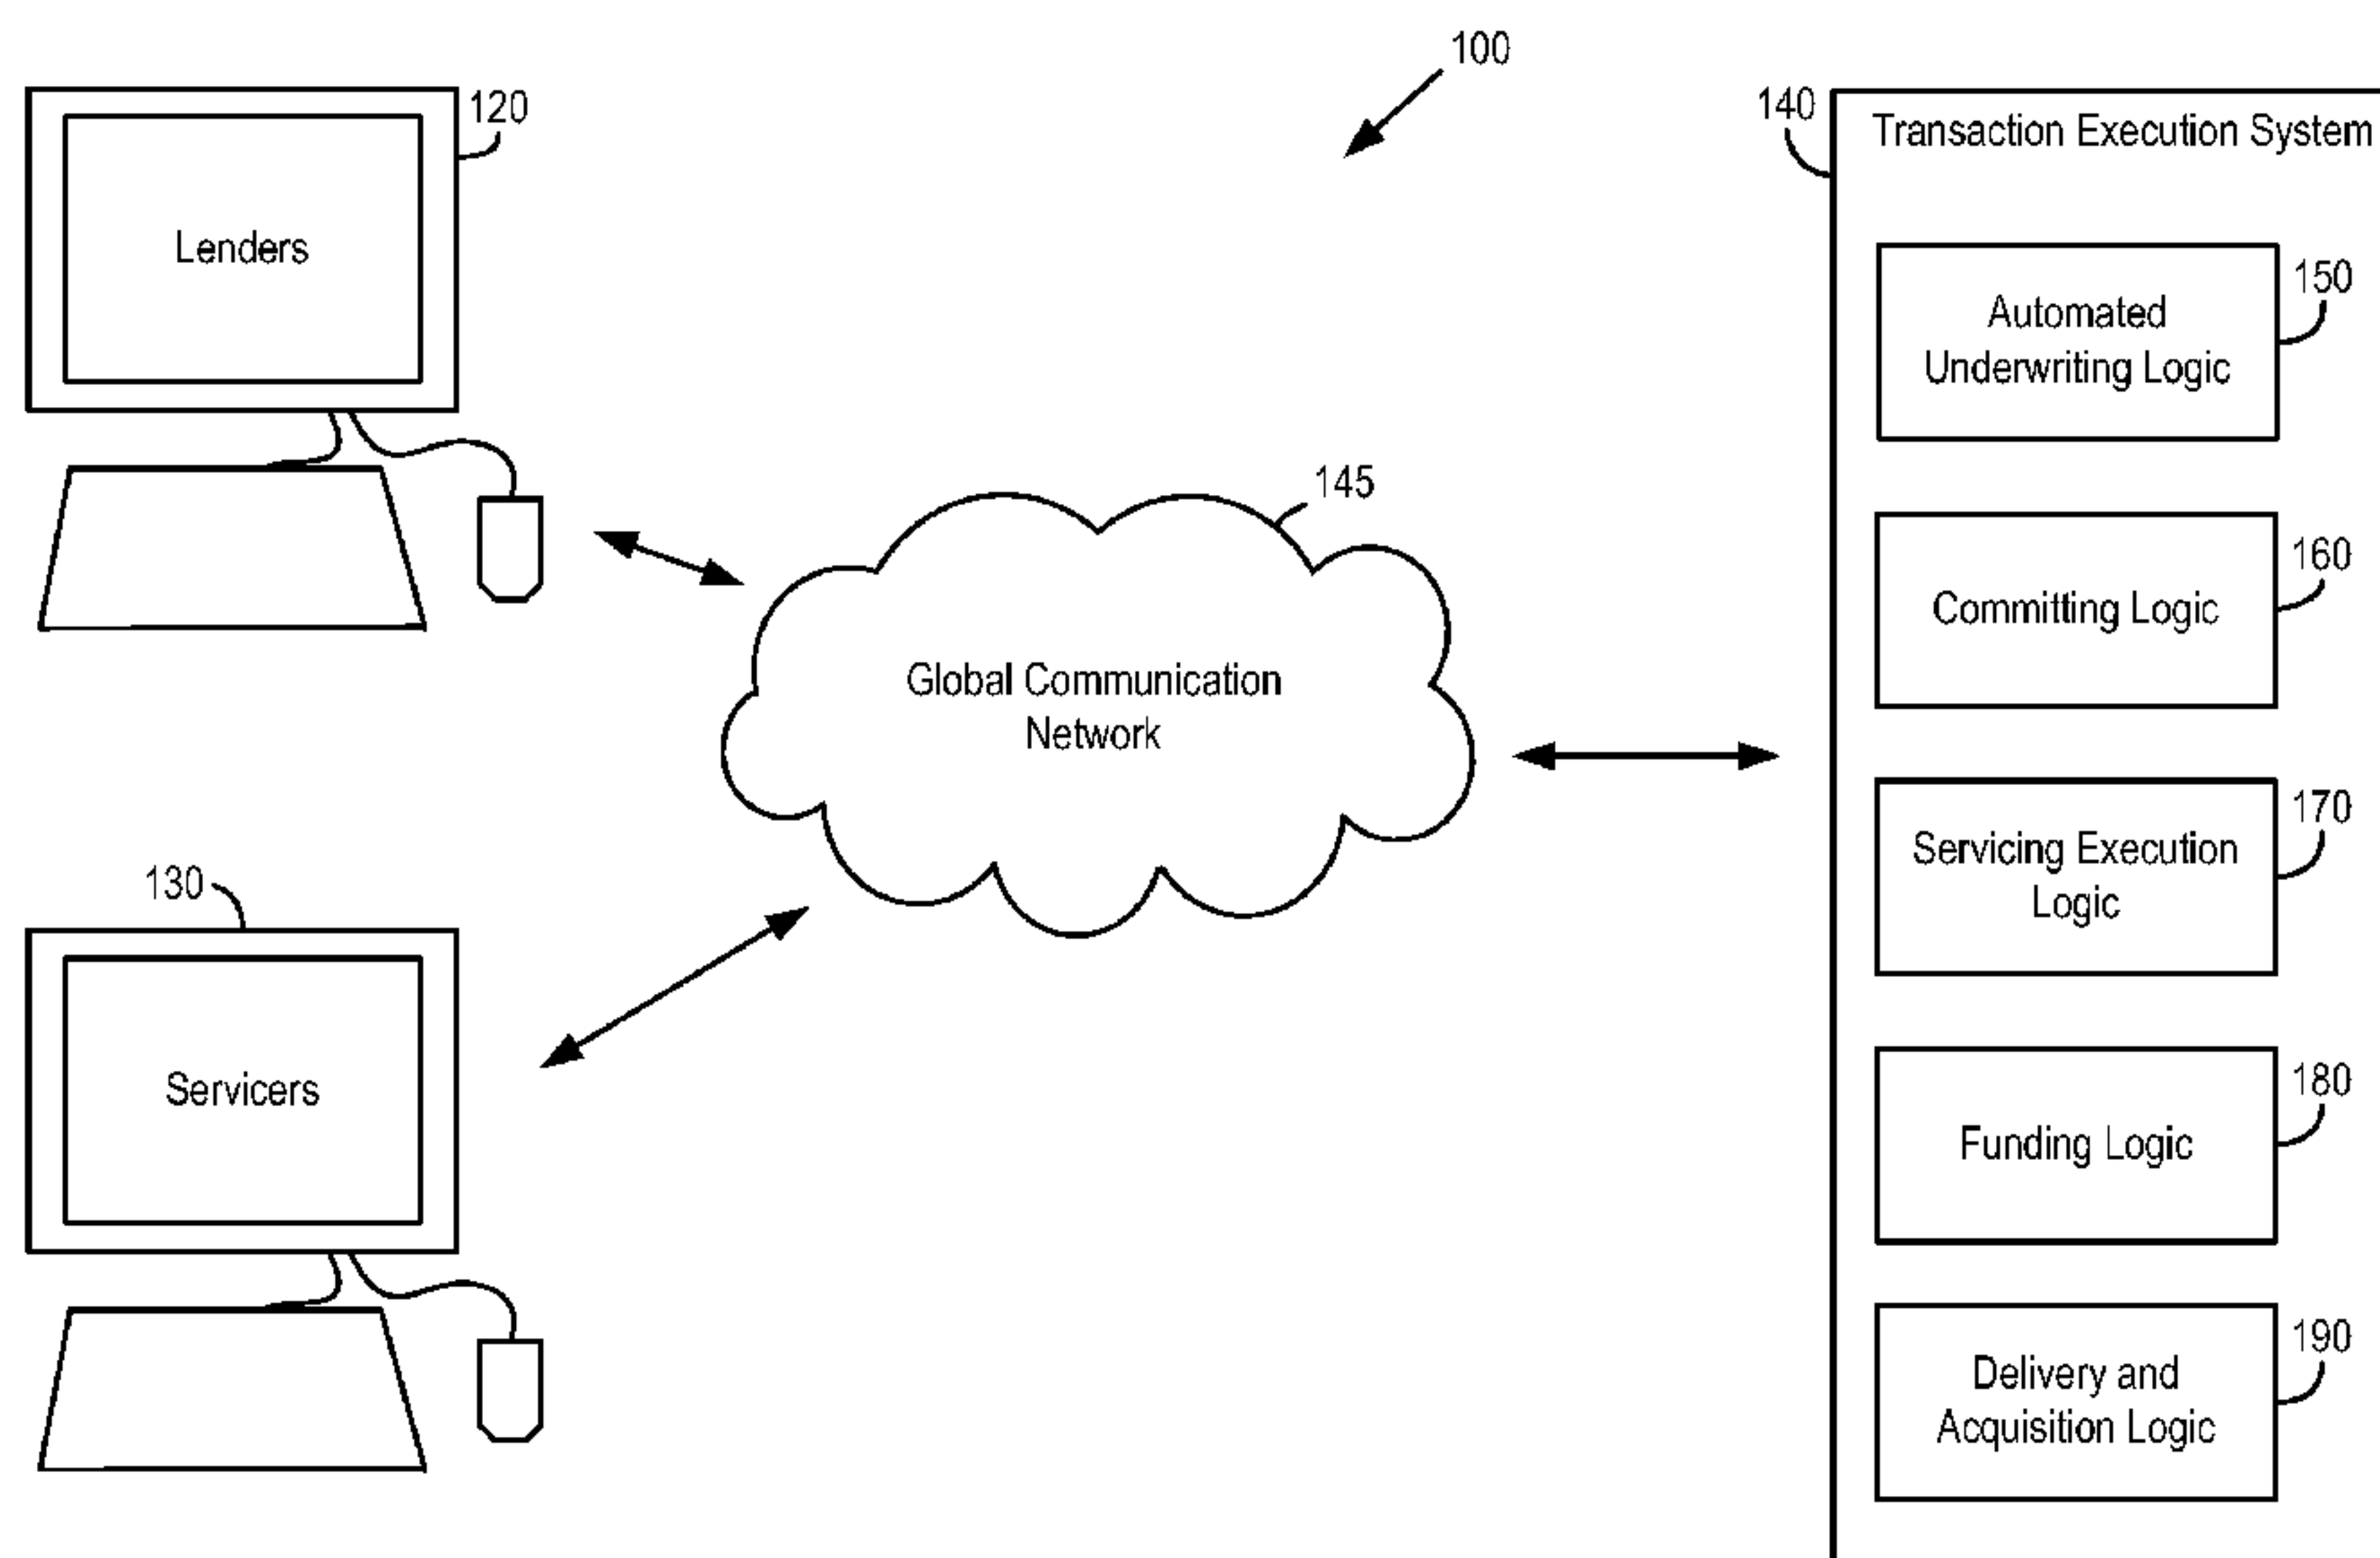 100
120
Lenders
140
Transaction Execution System
150
Automated
Underwriting Logic
145
160
Committing Logic
Global Communication
Network
170
Servicing Execution
Logic
130
Servicers
180
Funding Logic
190
Delivery and
Acquisition Logic